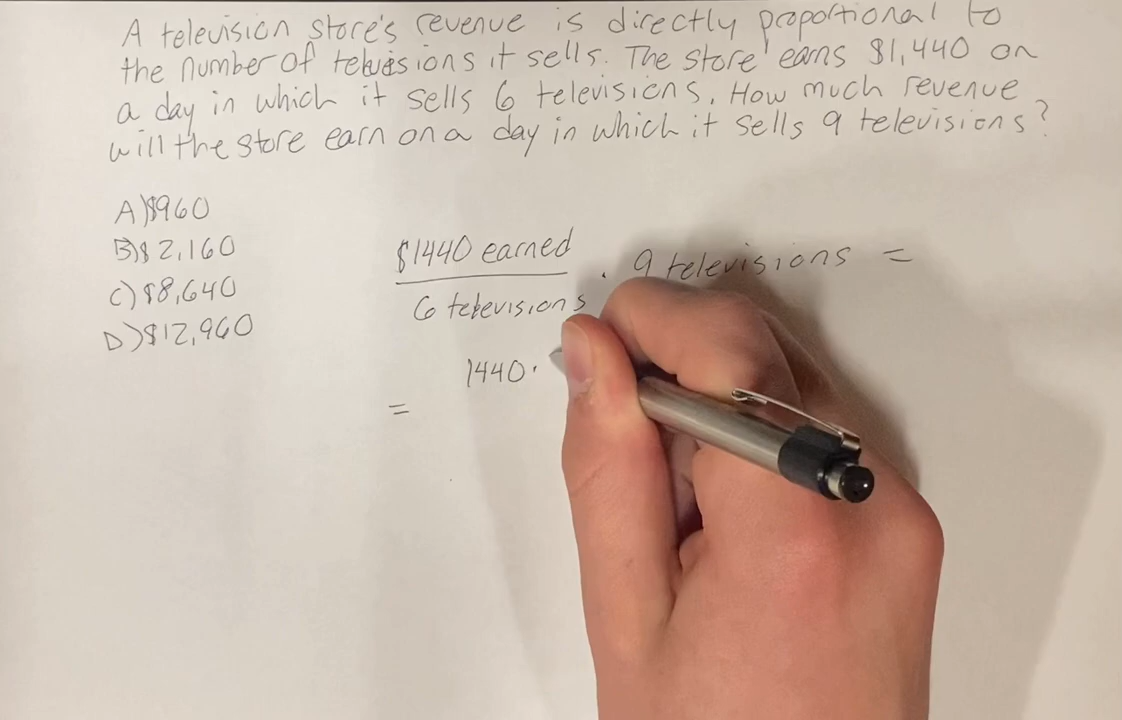 A television store's revenue is directly proportional to
the number of televisions it sells. The store earns $1,440 on
a day in which it sells 6 televisions. How much revenue
will the store earn on a day in which it sells 9 televisions?
A) $960
B) $2,160
C) $8,640
D) $12,960
$1440 earned
6 televisions
· 9 televisions =
= 1440 ·